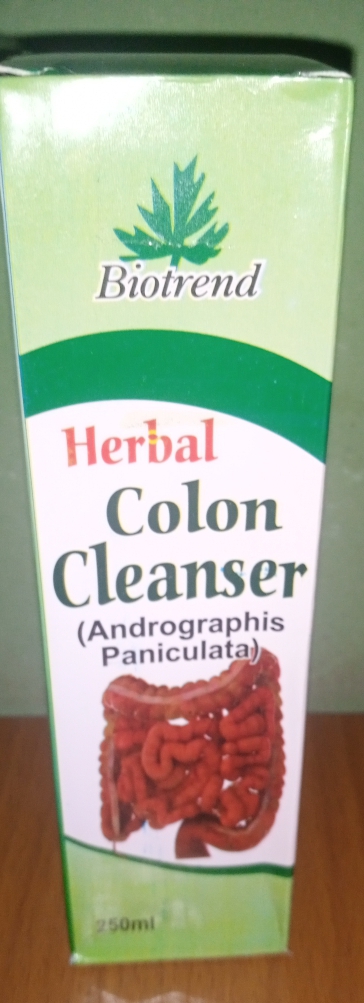 Biotrend
Herbal
Colon
Cleanser
(Andrographis
Paniculata)
250ml